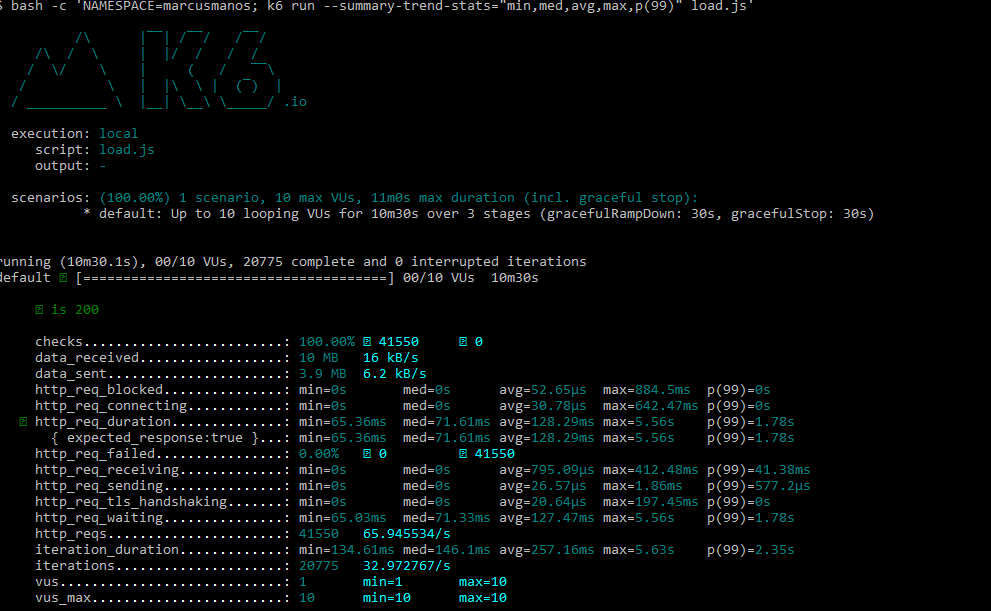 $ bash -c 'NAMESPACE=marcusmanos; k6 run --summary-trend-stats="min,med,avg,max,p(99)" load.js'
.io
execution: local
script: load.js
output: -
scenarios: (100.00%) 1 scenario, 10 max VUs, 11m0s max duration (incl. graceful stop):
* default: Up to 10 looping VUs for 10m30s over 3 stages (gracefulRampDown: 30s, gracefulStop: 30s)
running (10m30.1s), 00/10 VUs, 20775 complete and 0 interrupted iterations
default [======================================] 00/10 VUs 10m30s
is 200
checks.........................: 100.00% 41550 0
data_received..................: 10 MB 16 kB/s
data_sent......................: 3.9 MB 6.2 kB/s
http_req_blocked...............: min=0s med=0s avg=52.65µs max=884.5ms p(99)=0s
http_req_connecting............: min=0s med=0s avg=30.78µs max=642.47ms p(99)=0s
http_req_duration..............: min=65.36ms med=71.61ms avg=128.29ms max=5.56s p(99)=1.78s
{ expected_response:true }...: min=65.36ms med=71.61ms avg=128.29ms max=5.56s p(99)=1.78s
http_req_failed................: 0.00% 0 41550
http_req_receiving.............: min=0s med=0s avg=795.09µs max=412.48ms p(99)=41.38ms
http_req_sending...............: min=0s med=0s avg=26.57µs max=1.86ms p(99)=577.2µs
http_req_tls_handshaking.......: min=0s med=0s avg=20.64µs max=197.45ms p(99)=0s
http_req_waiting...............: min=65.03ms med=71.33ms avg=127.47ms max=5.56s p(99)=1.78s
http_reqs......................: 41550 65.945534/s
iteration_duration.............: min=134.61ms med=146.1ms avg=257.16ms max=5.63s p(99)=2.35s
iterations.....................: 20775 32.972767/s
vus............................: 1 min=1 max=10
vus_max........................: 10 min=10 max=10